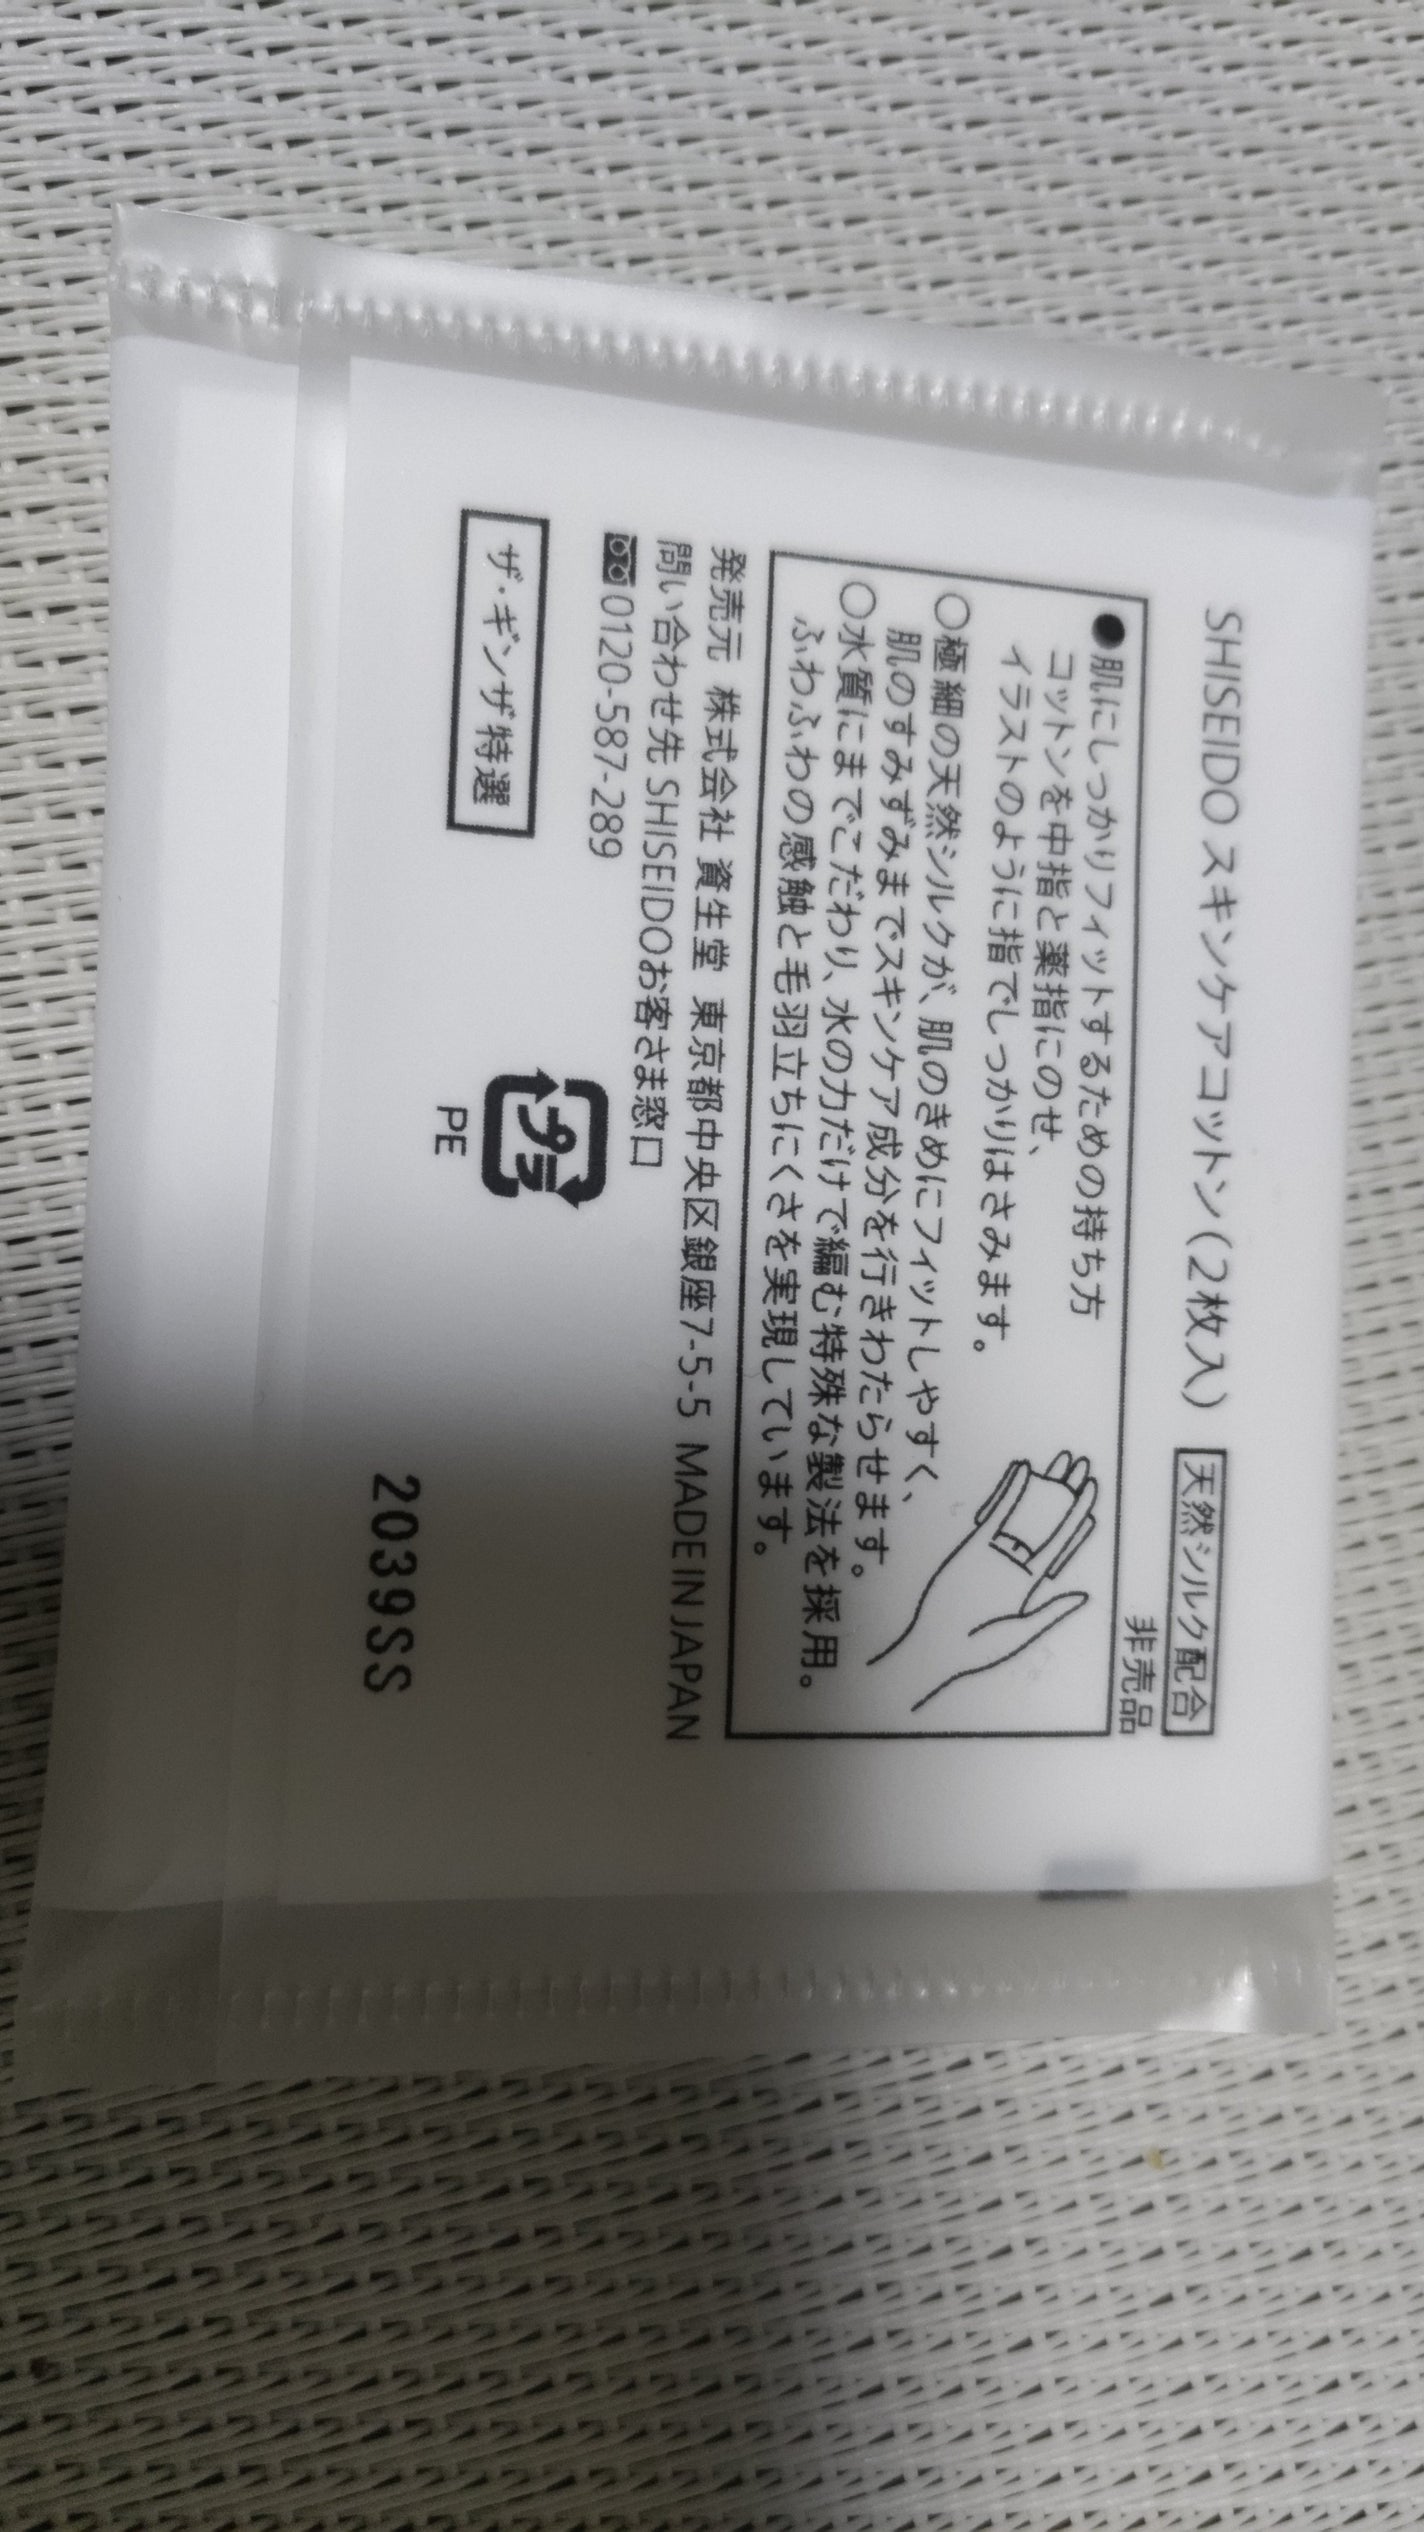 SHISEIDO スキンケアコットン（2枚入） 天然シルク配合
非売品
●肌にしっかりフィットするための持ち方
コットンを中指と薬指にのせ、
イラストのように指でしっかりはさみます。
○極細の天然シルクが、肌のきめにフィットしやすく、
肌のすみずみまでスキンケア成分を行きわたらせます。
○水質にまでこだわり、水の力だけで編む特殊な製法を採用。
ふわふわの感触と毛羽立ちにくさを実現しています。
発売元 株式会社 資生堂 東京都中央区銀座7-5-5 MADE IN JAPAN
問い合わせ先 SHISEIDOお客さま窓口
0120-587-289
ザ・ギンザ特選
プラ
PE
2039SS